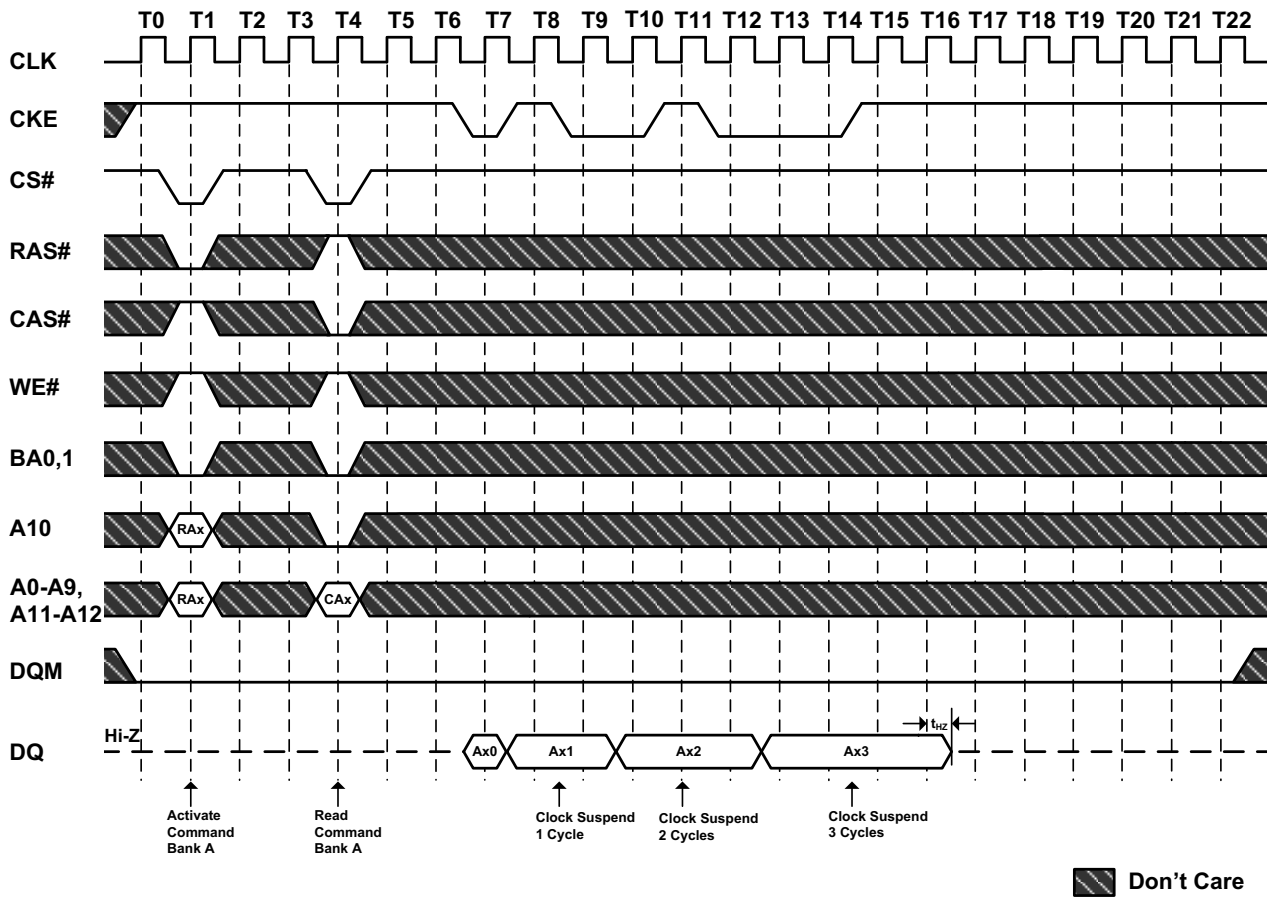 T0 T1 T2 T3 T4 T5 T6 T7 T8 T9 T10 T11 T12 T13 T14 T15 T16 T17 T18 T19 T20 T21 T22
CLK
CKE
CS#
RAS#
CAS#
WE#
BA0,1
A10
RAx
A0-A9,
A11-A12
RAx
CAx
DQM
Hi-Z
DQ
Ax0
Ax1
Ax2
Ax3
tHZ
Activate
Command
Bank A
Read
Command
Bank A
Clock Suspend
1 Cycle
Clock Suspend
2 Cycles
Clock Suspend
3 Cycles
Don't Care